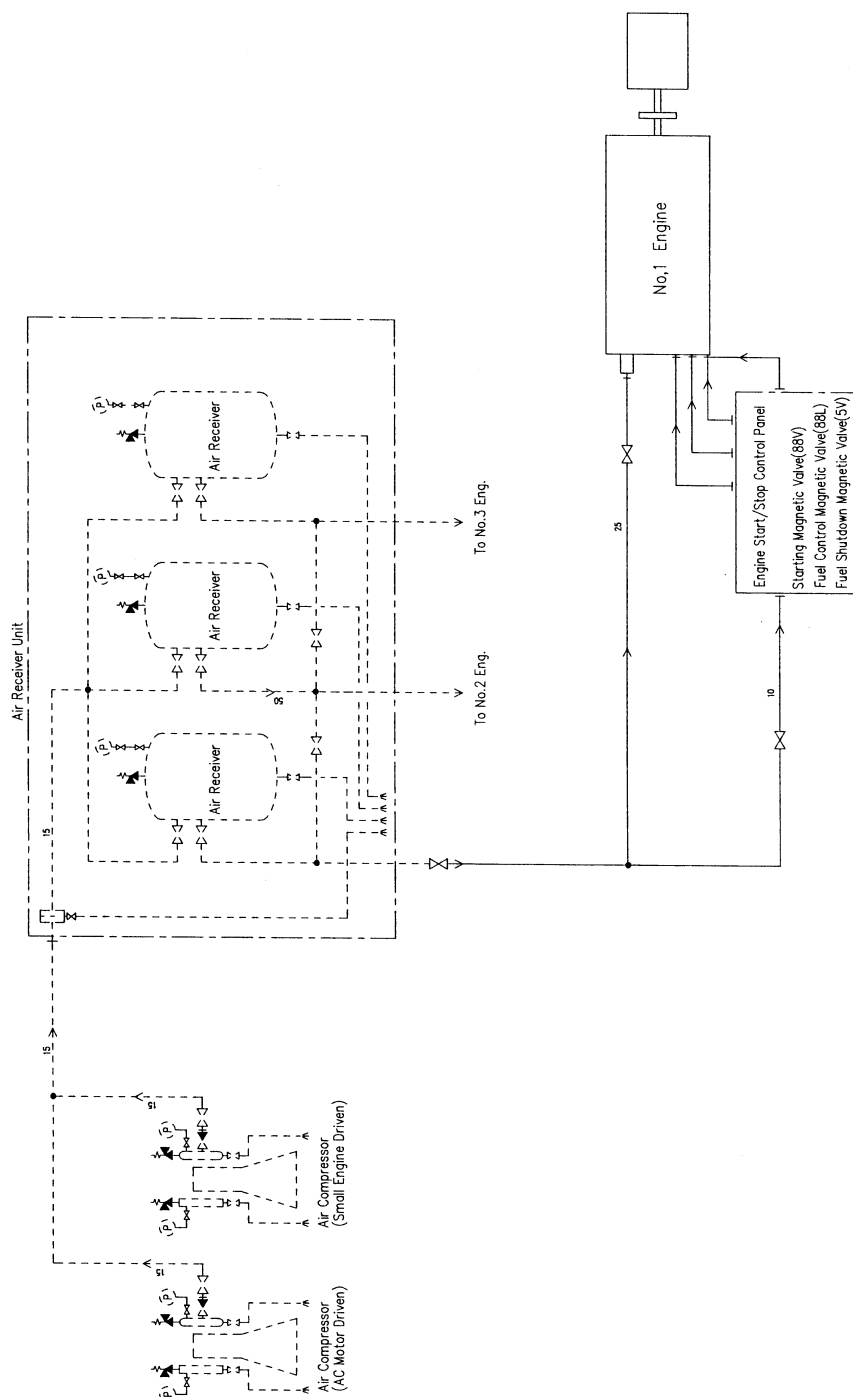 Air Receiver Unit
(P)
Air Receiver
(P)
Air Receiver
(P)
Air Receiver
15
50
To No.3 Eng.
To No.2 Eng.
No,1 Engine
25
10
Engine Start/Stop Control Panel
Starting Magnetic Valve(88V)
Fuel Control Magnetic Valve(88L)
Fuel Shutdown Magnetic Valve(5V)
15
15
(P)
(P)
Air Compressor
(Small Engine Driven)
15
(P)
(P)
Air Compressor
(AC Motor Driven)